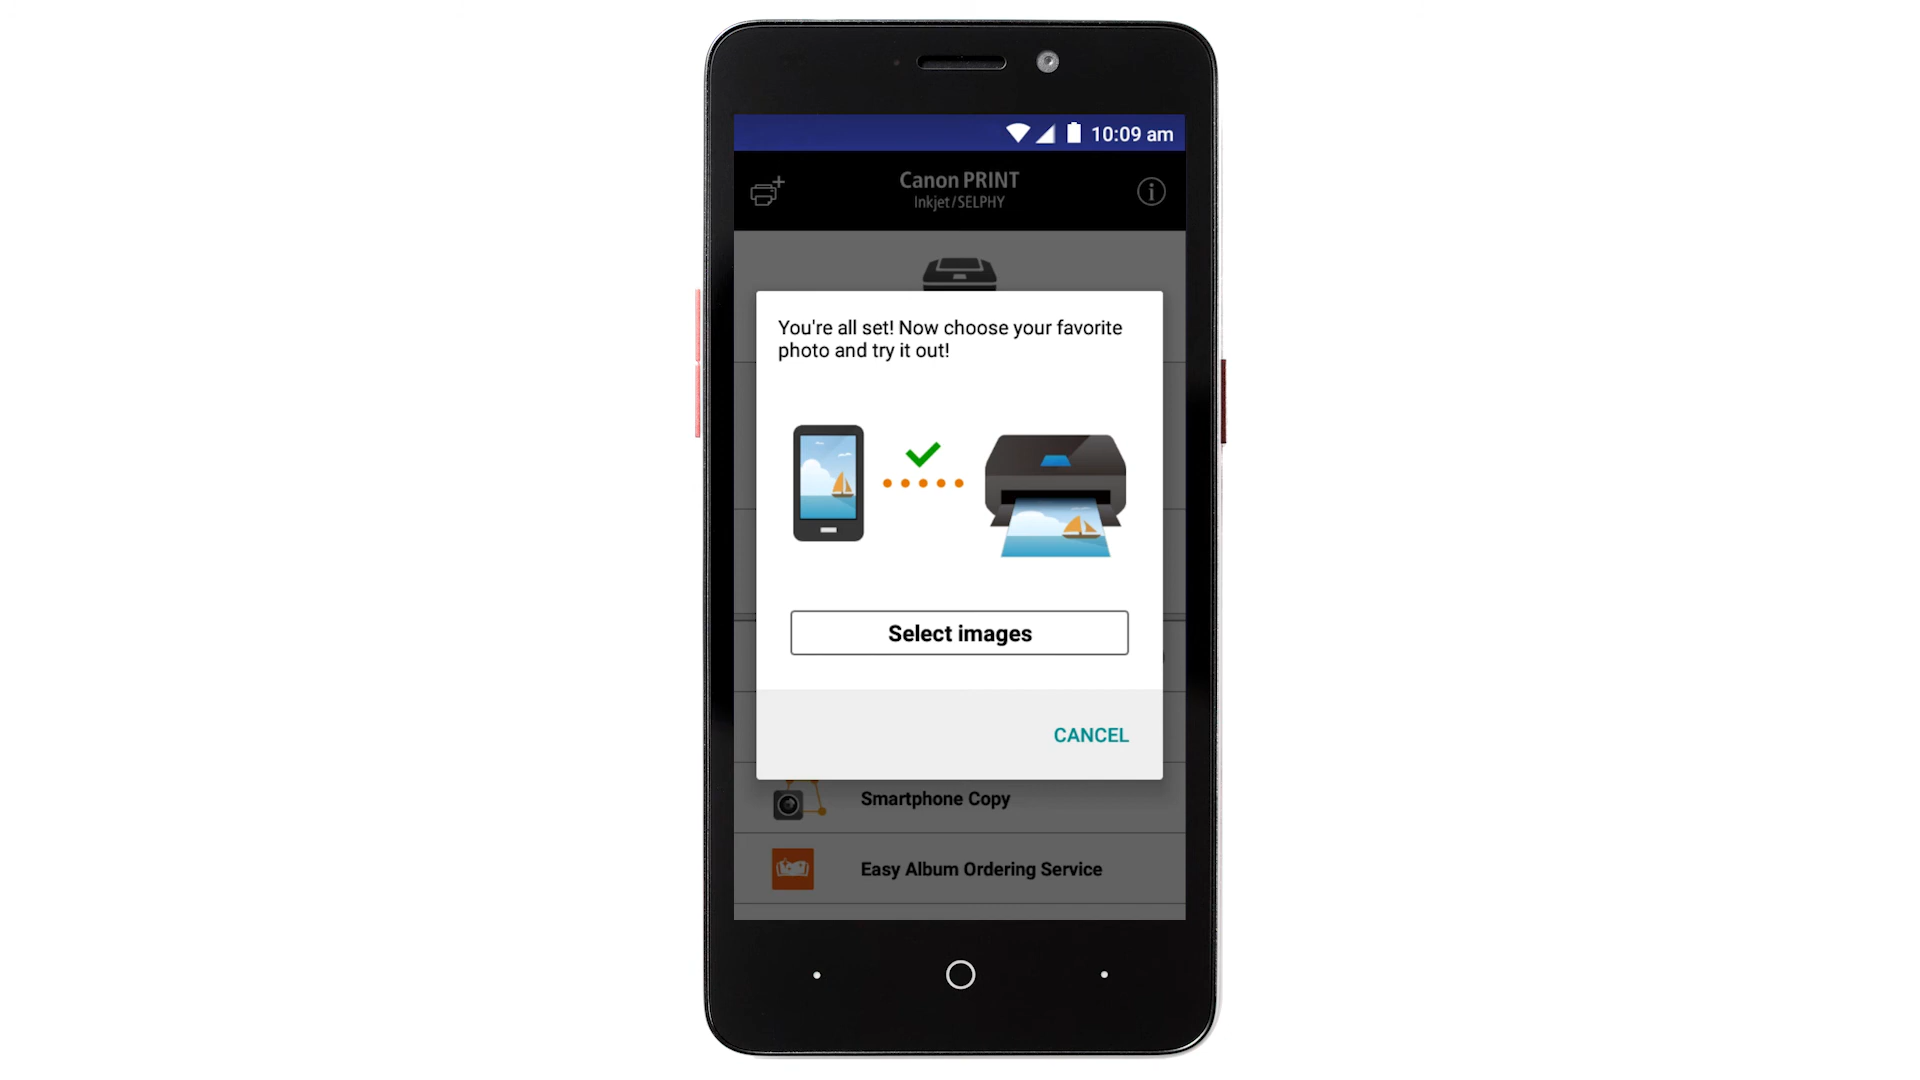 10:09 am
Canon PRINT
Inkjet/SELPHY
You're all set! Now choose your favorite
photo and try it out!
Select images
CANCEL
Smartphone Copy
Easy Album Ordering Service